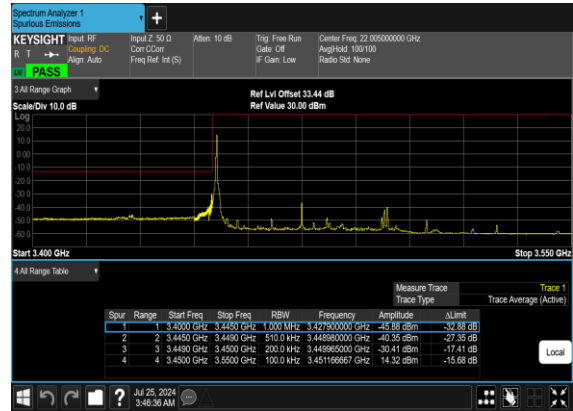 Spectrum Analyzer 1
Spurious Emissions
+
KEYSIGHT Input: RF Input Z: 50 Ω Atten: 10 dB Trig: Free Run Center Freq: 22.005000000 GHz
R T Coupling: DC Corr CCorr Gate: Off Avg|Hold: 100/100
Align: Auto Freq Ref: Int (S) IF Gain: Low Radio Std: None
PASS
3 All Range Graph
Ref Lvl Offset 33.44 dB
Scale/Div 10.0 dB Ref Value 30.00 dBm
Log
20.0
10.0
0.00
-10.0
-20.0
-30.0
-40.0
-50.0
-60.0
Start 3.400 GHz Stop 3.550 GHz
4 All Range Table
Measure Trace Trace 1
Trace Type Trace Average (Active)
Spur Range Start Freq Stop Freq RBW Frequency Amplitude ΔLimit
1 1 3.4000 GHz 3.4450 GHz 1.000 MHz 3.427900000 GHz -45.88 dBm -32.88 dB
2 2 3.4450 GHz 3.4490 GHz 510.0 kHz 3.448980000 GHz -40.35 dBm -27.35 dB
3 3 3.4490 GHz 3.4500 GHz 200.0 kHz 3.449965000 GHz -30.41 dBm -17.41 dB
4 4 3.4500 GHz 3.5500 GHz 100.0 kHz 3.451166667 GHz 14.32 dBm -15.68 dB
Local
? Jul 25, 2024
3:46:36 AM